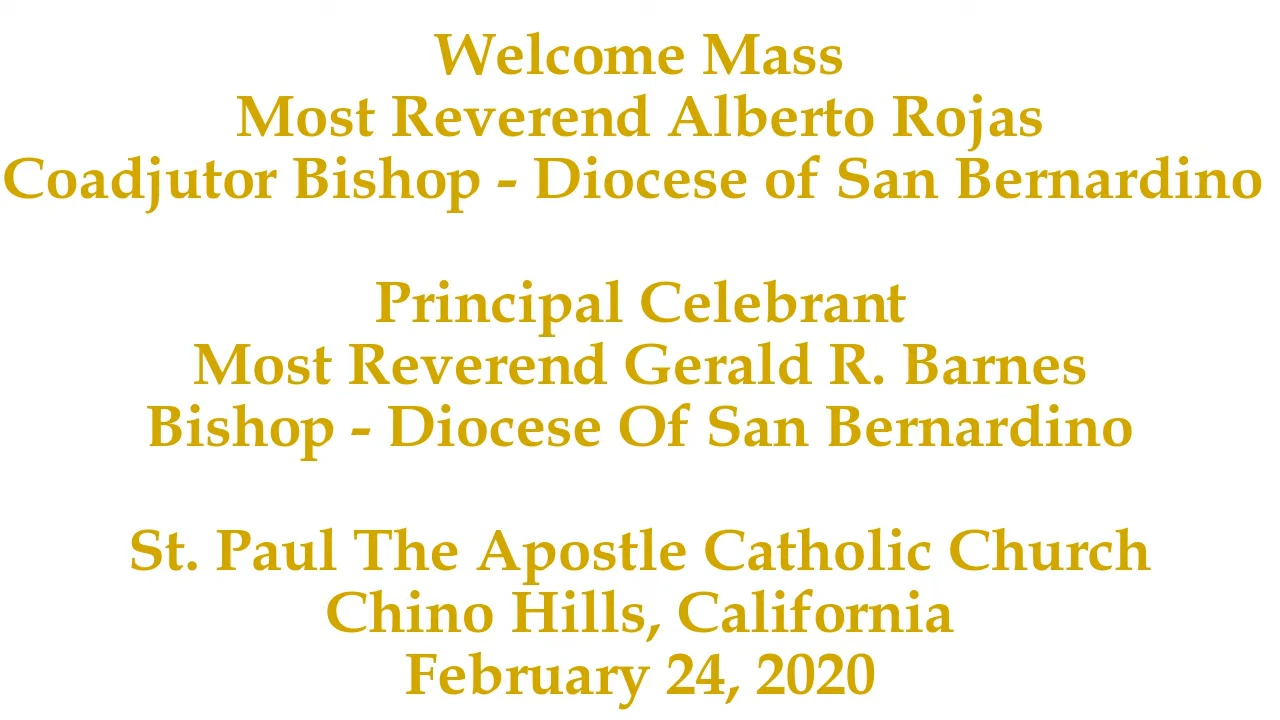 Welcome Mass
Most Reverend Alberto Rojas
Coadjutor Bishop - Diocese of San Bernardino
Principal Celebrant
Most Reverend Gerald R. Barnes
Bishop - Diocese Of San Bernardino
St. Paul The Apostle Catholic Church
Chino Hills, California
February 24, 2020